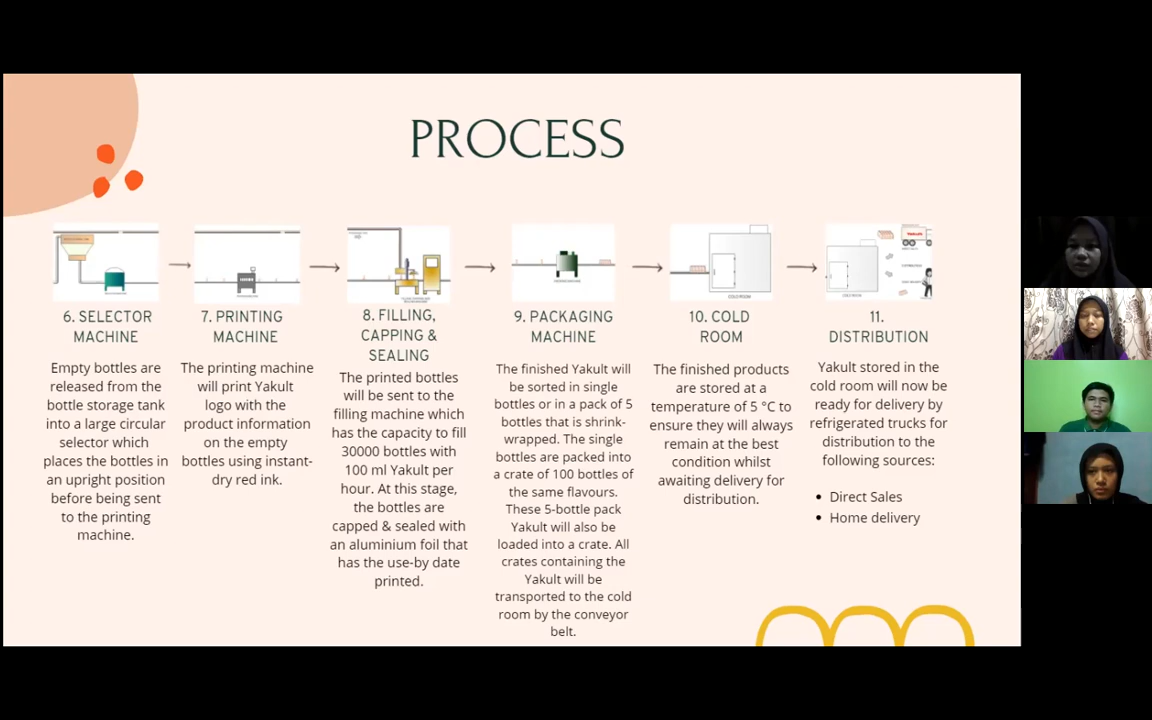 PROCESS
6. SELECTOR
MACHINE
Empty bottles are
released from the
bottle storage tank
into a large circular
selector which
places the bottles in
an upright position
before being sent
to the printing
machine.
7. PRINTING
MACHINE
The printing machine
will print Yakult
logo with the
product information
on the empty
bottles using instant-
dry red ink.
8. FILLING,
CAPPING &
SEALING
The printed bottles
will be sent to the
filling machine which
has the capacity to fill
30000 bottles with
100 ml Yakult per
hour. At this stage,
the bottles are
capped & sealed with
an aluminium foil that
has the use-by date
printed.
9. PACKAGING
MACHINE
The finished Yakult will
be sorted in single
bottles or in a pack of 5
bottles that is shrink-
wrapped. The single
bottles are packed into
a crate of 100 bottles of
the same flavours.
These 5-bottle pack
Yakult will also be
loaded into a crate. All
crates containing the
Yakult will be
transported to the cold
room by the conveyor
belt.
COLD ROOM
10. COLD
ROOM
The finished products
are stored at a
temperature of 5 °C to
ensure they will always
remain at the best
condition whilst
awaiting delivery for
distribution.
COLD ROOM
11.
DISTRIBUTION
Yakult stored in the
cold room will now be
ready for delivery by
refrigerated trucks for
distribution to the
following sources:
• Direct Sales
• Home delivery